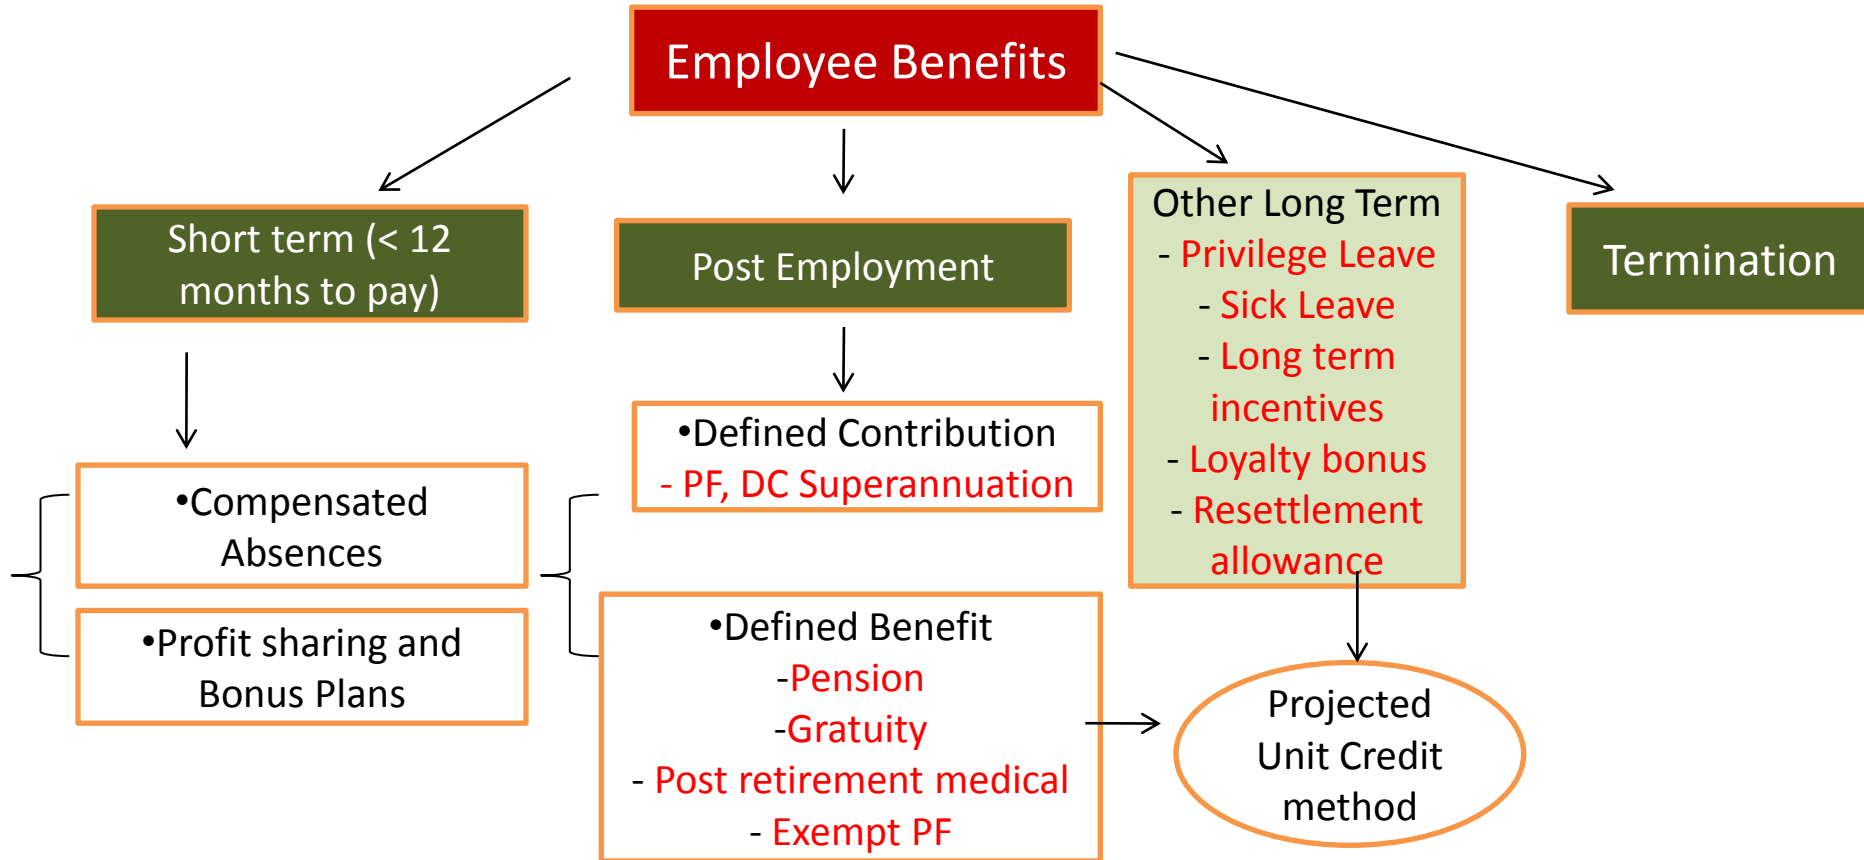 Employee Benefits
Short term (< 12
months to pay)
•Compensated
Absences
•Profit sharing and
Bonus Plans
Post Employment
•Defined Contribution
- PF, DC Superannuation
•Defined Benefit
-Pension
-Gratuity
- Post retirement medical
- Exempt PF
Other Long Term
- Privilege Leave
- Sick Leave
- Long term
incentives
- Loyalty bonus
- Resettlement
allowance
Projected
Unit Credit
method
Termination